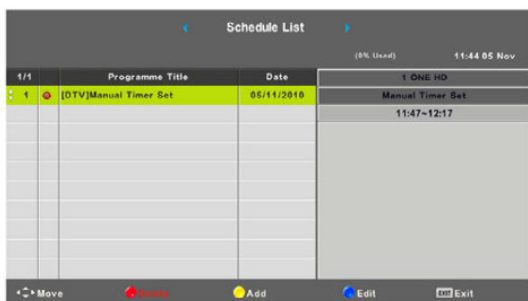 Schedule List
(0% Used) 11:44 05 Nov
1/1 Programme Title Date 1 ONE HD
1 [DTV]Manual Timer Set 05/11/2010 Manual Timer Set
11:47~12:17
Move Delete Add Edit EXIT Exit